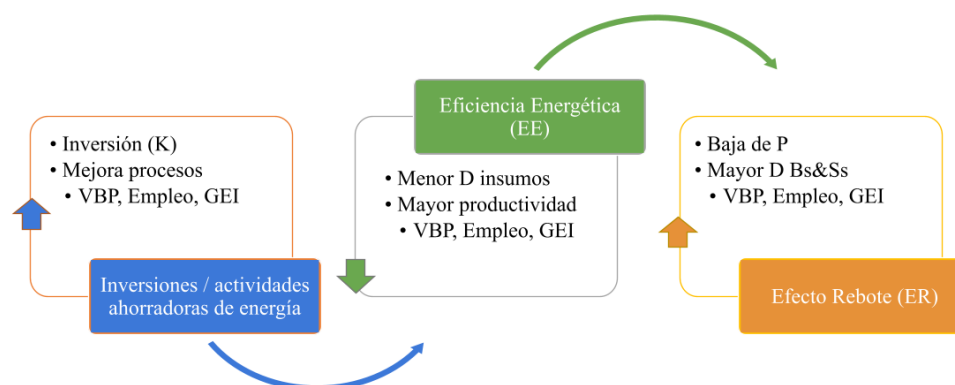 • Inversión (K)
• Mejora procesos
• VBP, Empleo, GEI
Inversiones / actividades
ahorradoras de energía
Eficiencia Energética
(EE)
• Menor D insumos
• Mayor productividad
• VBP, Empleo, GEI
• Baja de P
• Mayor D Bs&Ss
• VBP, Empleo, GEI
Efecto Rebote (ER)